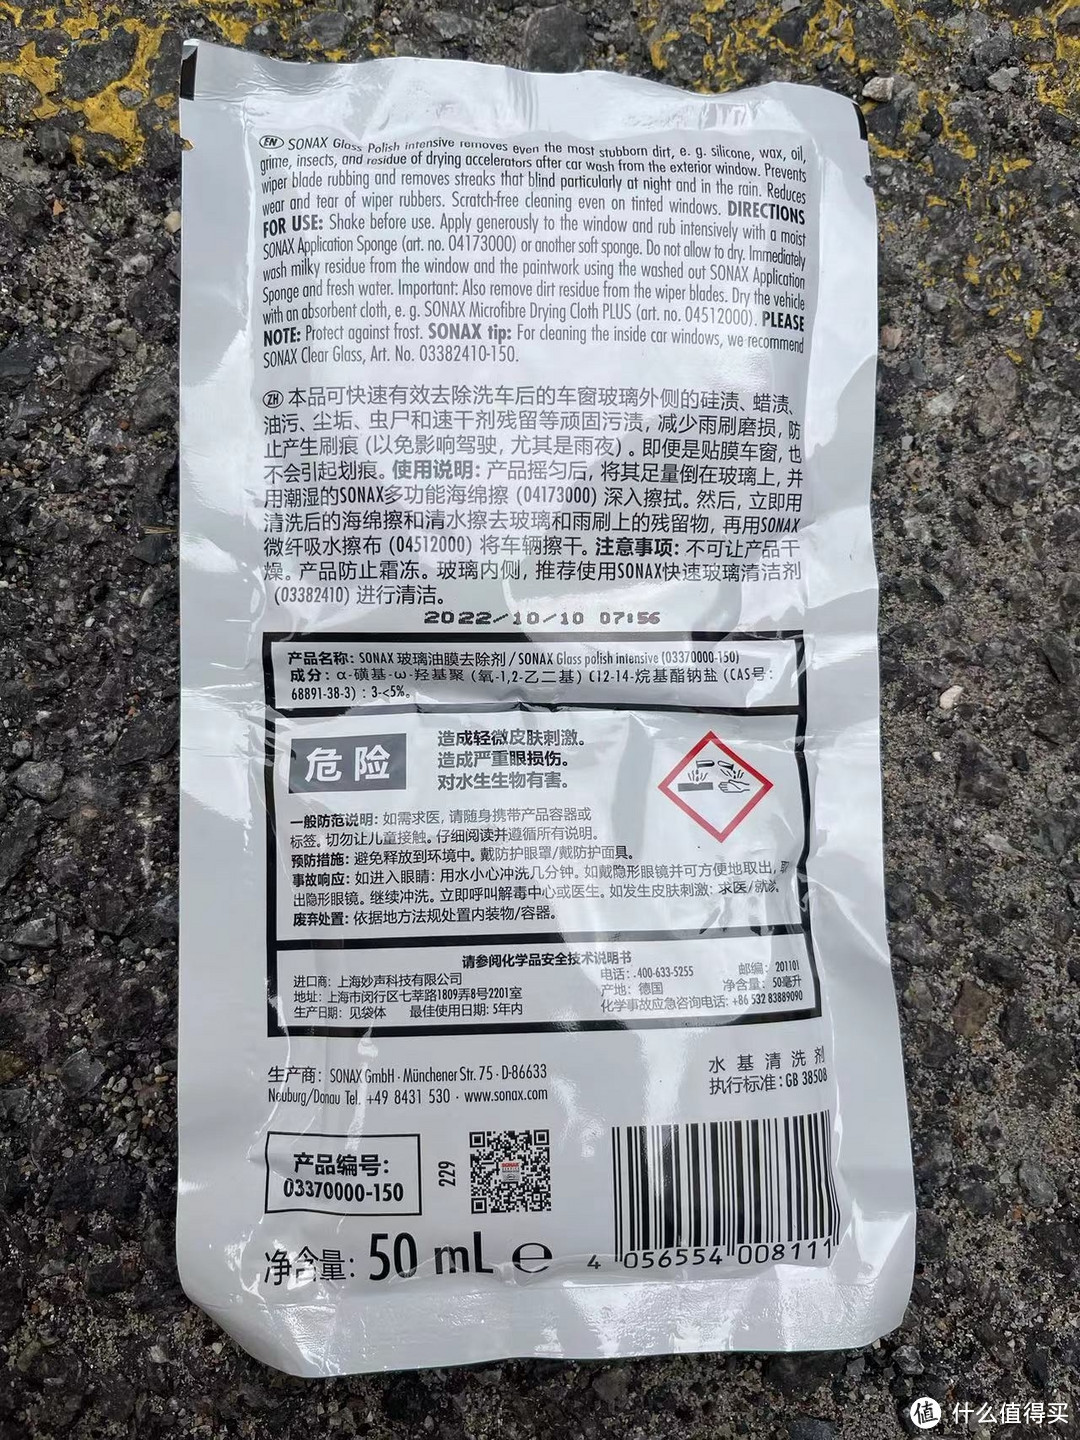 EN SONAX Glass Polish intensive removes even the most stubborn dirt, e. g. silicone, wax, oil,
grime, insects, and residue of drying accelerators after car wash from the exterior window. Prevents
wiper blade rubbing and removes streaks that blind particularly at night and in the rain. Reduces
wear and tear of wiper rubbers. Scratch-free cleaning even on tinted windows. DIRECTIONS
FOR USE: Shake before use. Apply generously to the window and rub intensively with a moist
SONAX Application Sponge (art. no. 04173000) or another soft sponge. Do not allow to dry. Immediately
wash milky residue from the window and the paintwork using the washed out SONAX Application
Sponge and fresh water. Important: Also remove dirt residue from the wiper blades. Dry the vehicle
with an absorbent cloth, e. g. SONAX Microfibre Drying Cloth PLUS (art. no. 04512000). PLEASE
NOTE: Protect against frost. SONAX tip: For cleaning the inside car windows, we recommend
SONAX Clear Glass, Art. No. 03382410-150.
ZH 本品可快速有效去除洗车后的车窗玻璃外侧的硅渍、蜡渍、
油污、尘垢、虫尸和速干剂残留等顽固污渍，减少雨刷磨损，防
止产生刷痕（以免影响驾驶，尤其是雨夜）。即便是贴膜车窗，也
不会引起划痕。使用说明：产品摇匀后，将其足量倒在玻璃上，并
用潮湿的SONAX多功能海绵擦（04173000）深入擦拭。然后，立即用
清洗后的海绵擦和清水擦去玻璃和雨刷上的残留物，再用SONAX
微纤吸水擦布（04512000）将车辆擦干。注意事项：不可让产品干
燥。产品防止霜冻。玻璃内侧，推荐使用SONAX快速玻璃清洁剂
（03382410）进行清洁。
2022/10/10 07:56
产品名称：SONAX 玻璃油膜去除剂/SONAX Glass polish intensive (03370000-150)
成分：α-磺基-ω-羟基聚（氧-1,2-乙二基）C12-14-烷基酯钠盐（CAS号：
68891-38-3）：3-<5%。
危险
造成轻微皮肤刺激。
造成严重眼损伤。
对水生生物有害。
一般防范说明：如需求医，请随身携带产品容器或
标签。切勿让儿童接触。仔细阅读并遵循所有说明。
预防措施：避免释放到环境中。戴防护眼罩/戴防护面具。
事故响应：如进入眼睛：用水小心冲洗几分钟。如戴隐形眼镜并可方便地取出，取
出隐形眼镜。继续冲洗。立即呼叫解毒中心或医生。如发生皮肤刺激：求医/就诊。
废弃处置：依据地方法规处置内装物/容器。
请参阅化学品安全技术说明书
进口商：上海妙声科技有限公司 电话：400-633-5255 邮编：201101
地址：上海市闵行区七莘路1809弄8号2201室 产地：德国 净含量：50毫升
生产日期：见袋体 最佳使用日期：5年内 化学事故应急咨询电话：+86 532 83889090
生产商：SONAX GmbH · Münchener Str. 75 · D-86633
Neuburg/Donau Tel. +49 8431 530 · www.sonax.com
水基清洗剂
执行标准：GB 38508
产品编号：
03370000-150
229
净含量：50 mL e
4 056554 008111
值 什么值得买